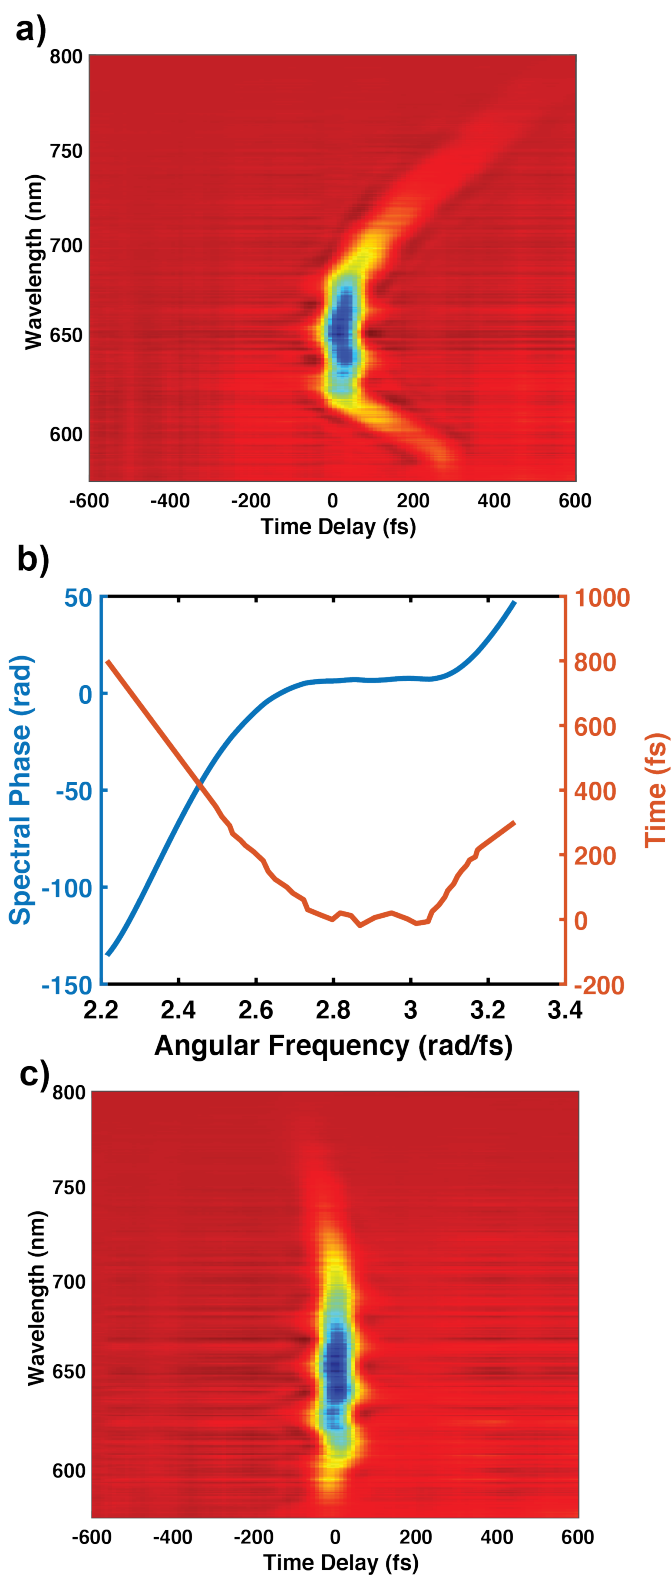 a)
800
750
700
650
600
Wavelength (nm)
-600 -400 -200 0 200 400 600
Time Delay (fs)
b)
50
0
-50
-100
-150
Spectral Phase (rad)
1000
800
600
400
200
0
-200
Time (fs)
2.2 2.4 2.6 2.8 3 3.2 3.4
Angular Frequency (rad/fs)
c)
800
750
700
650
600
Wavelength (nm)
-600 -400 -200 0 200 400 600
Time Delay (fs)